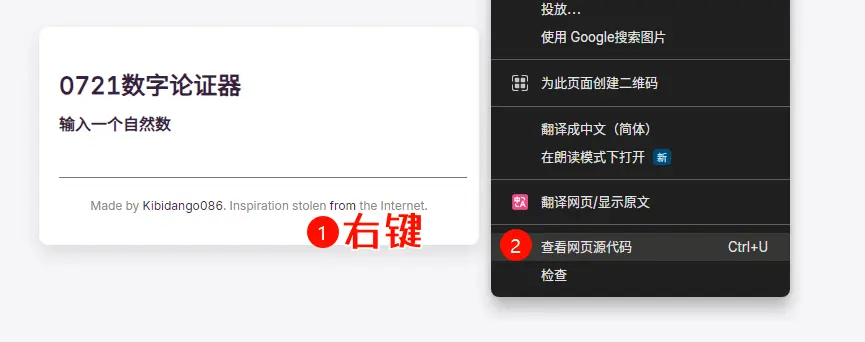 0721数字论证器
输入一个自然数
Made by Kibidango086. Inspiration stolen from the Internet.
1 右键
投放...
使用 Google搜索图片
为此页面创建二维码
翻译成中文（简体）
在朗读模式下打开 新
翻译网页/显示原文
2 查看网页源代码 Ctrl+U
检查